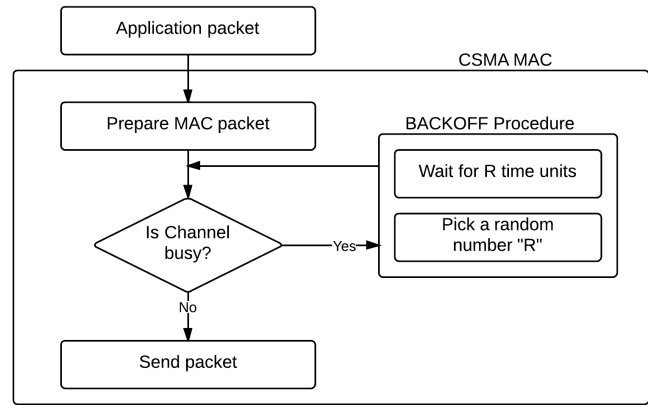 Application packet
CSMA MAC
Prepare MAC packet
BACKOFF Procedure
Wait for R time units
Is Channel
busy?
Yes
Pick a random
number "R"
No
Send packet